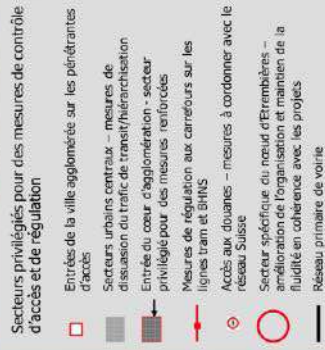 Secteurs privilégiés pour des mesures de contrôle
d'accès et de régulation
Entrées de la ville agglomérée sur les pénétrantes
d'accès
Secteurs urbains centraux – mesures de
dissuasion du trafic de transit/hiérarchisation
Entrée du cœur d'agglomération - secteur
privilégié pour des mesures renforcées
Mesures de régulation aux carrefours sur les
lignes tram et BHNS
Accès aux douanes – mesures à cordonner avec le
réseau Suisse
Secteur spécifique du nœud d'Etrembières –
amélioration de l'organisation et maintien de la
fluidité en cohérence avec les projets
Réseau primaire de voirie